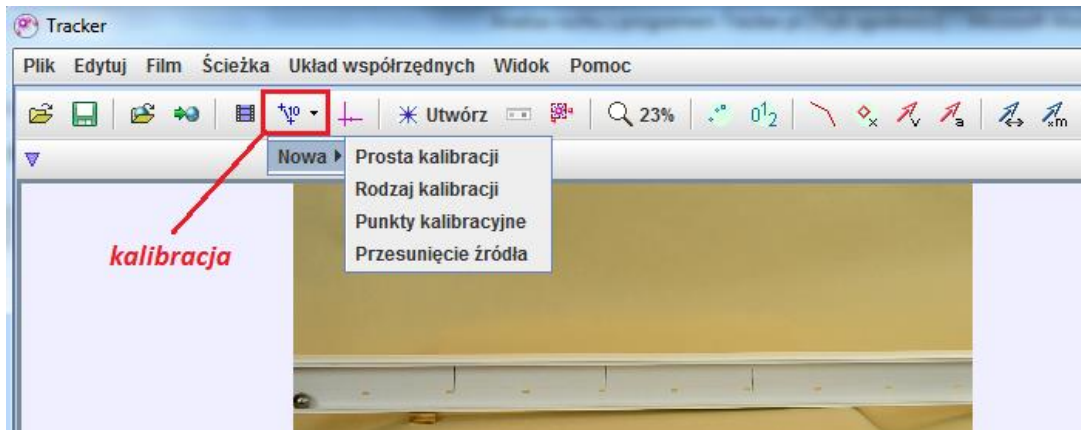 Tracker
Plik Edytuj Film Ścieżka Układ współrzędnych Widok Pomoc
Utwórz 23%
Nowa Prosta kalibracji
Rodzaj kalibracji
Punkty kalibracyjne
Przesunięcie źródła
kalibracja